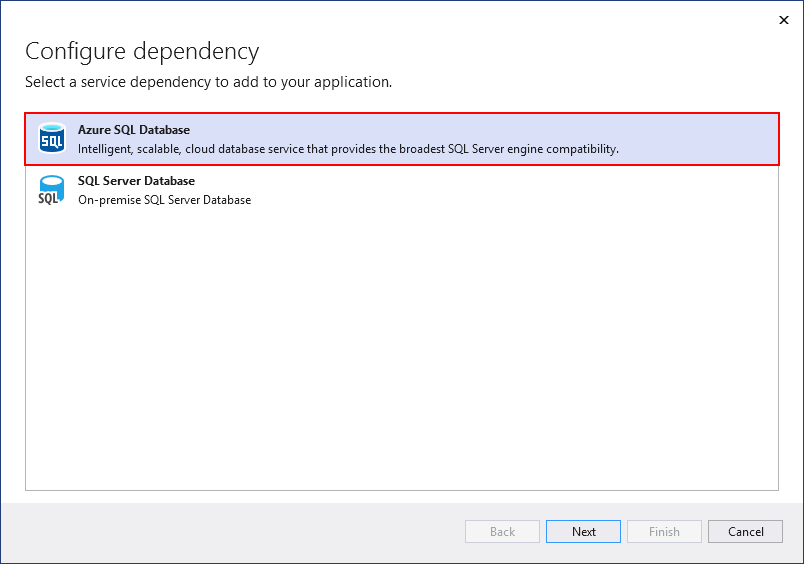 Configure dependency
Select a service dependency to add to your application.
Azure SQL Database
Intelligent, scalable, cloud database service that provides the broadest SQL Server engine compatibility.
SQL
SQL Server Database
On-premise SQL Server Database
SQL
Back Next Finish Cancel